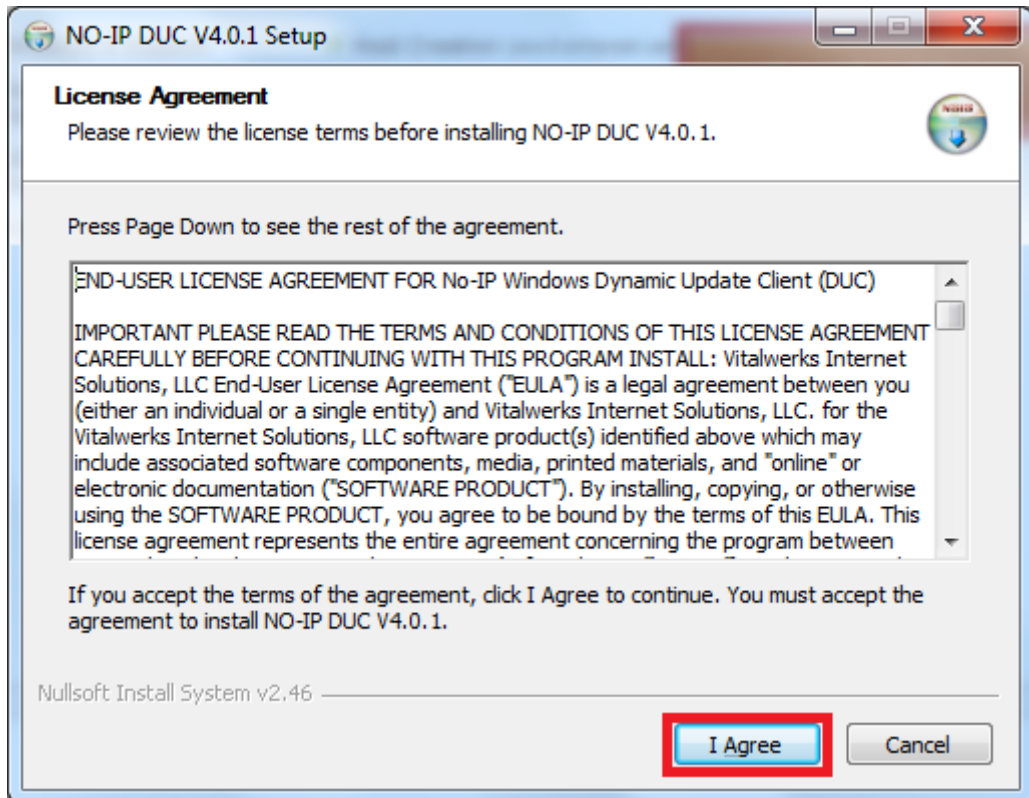 NO-IP DUC V4.0.1 Setup
License Agreement
Please review the license terms before installing NO-IP DUC V4.0.1.
Press Page Down to see the rest of the agreement.
END-USER LICENSE AGREEMENT FOR No-IP Windows Dynamic Update Client (DUC)
IMPORTANT PLEASE READ THE TERMS AND CONDITIONS OF THIS LICENSE AGREEMENT
CAREFULLY BEFORE CONTINUING WITH THIS PROGRAM INSTALL: Vitalwerks Internet
Solutions, LLC End-User License Agreement ("EULA") is a legal agreement between you
(either an individual or a single entity) and Vitalwerks Internet Solutions, LLC. for the
Vitalwerks Internet Solutions, LLC software product(s) identified above which may
include associated software components, media, printed materials, and "online" or
electronic documentation ("SOFTWARE PRODUCT"). By installing, copying, or otherwise
using the SOFTWARE PRODUCT, you agree to be bound by the terms of this EULA. This
license agreement represents the entire agreement concerning the program between
If you accept the terms of the agreement, click I Agree to continue. You must accept the
agreement to install NO-IP DUC V4.0.1.
Nullsoft Install System v2.46
I Agree
Cancel